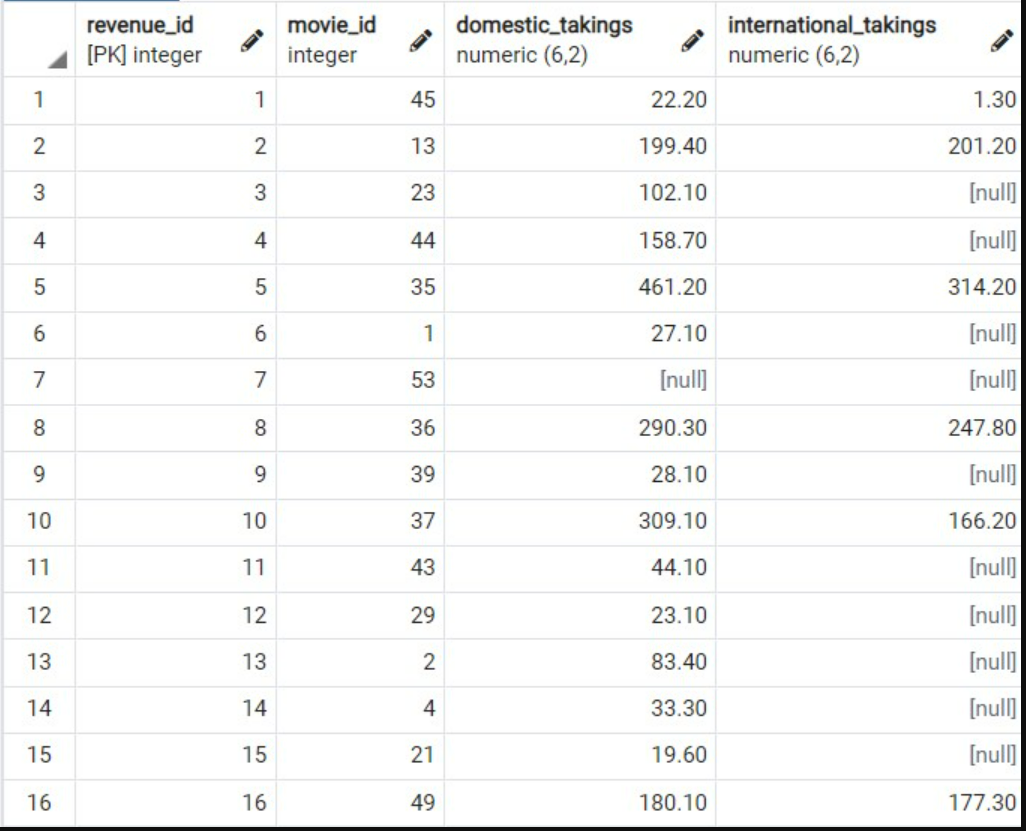 revenue_id movie_id domestic_takings international_takings
[PK] integer integer numeric (6,2) numeric (6,2)
1 1 45 22.20 1.30
2 2 13 199.40 201.20
3 3 23 102.10 [null]
4 4 44 158.70 [null]
5 5 35 461.20 314.20
6 6 1 27.10 [null]
7 7 53 [null] [null]
8 8 36 290.30 247.80
9 9 39 28.10 [null]
10 10 37 309.10 166.20
11 11 43 44.10 [null]
12 12 29 23.10 [null]
13 13 2 83.40 [null]
14 14 4 33.30 [null]
15 15 21 19.60 [null]
16 16 49 180.10 177.30